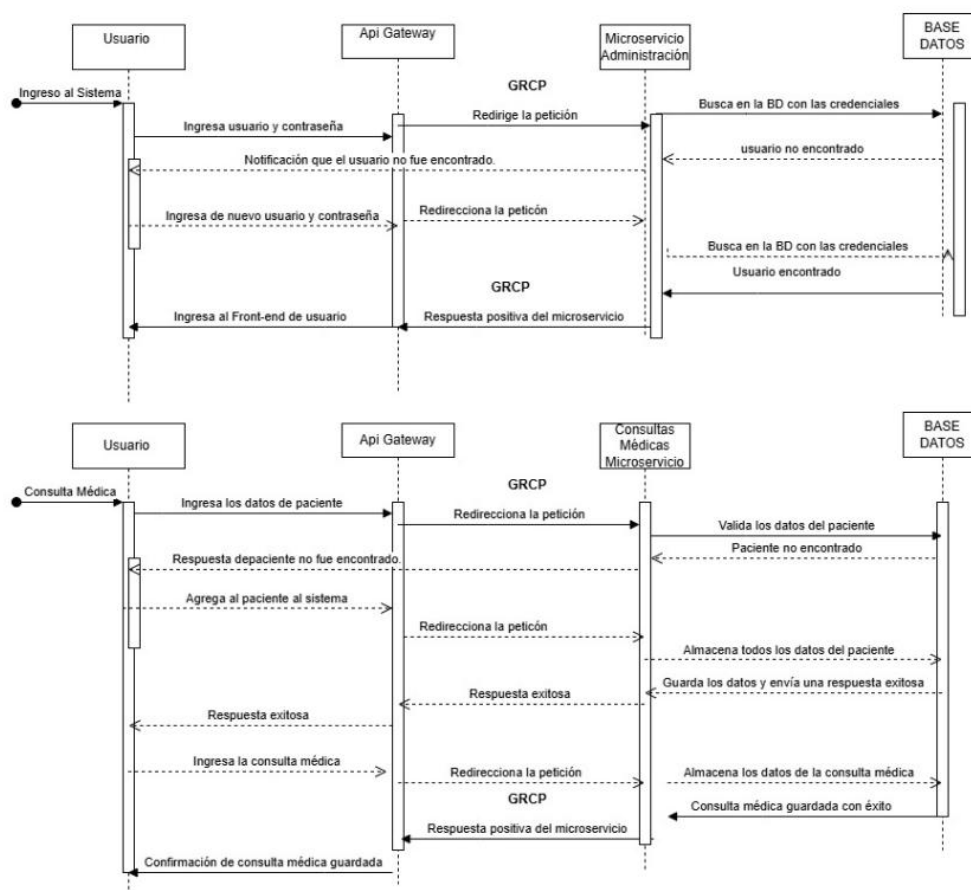 Usuario
Api Gateway
Microservicio
Administración
BASE
DATOS
GRCP
Ingreso al Sistema
Busca en la BD con las credenciales
Redirige la petición
Ingresa usuario y contraseña
usuario no encontrado
Notificación que el usuario no fue encontrado.
Ingresa de nuevo usuario y contraseña
Redirecciona la peticón
Busca en la BD con las credenciales
Usuario encontrado
GRCP
Ingresa al Front-end de usuario
Respuesta positiva del microservicio
Usuario
Api Gateway
Consultas
Médicas
Microservicio
BASE
DATOS
GRCP
Consulta Médica
Ingresa los datos de paciente
Redirecciona la petición
Valida los datos del paciente
Paciente no encontrado
Respuesta depaciente no fue encontrado.
Agrega al paciente al sistema
Redirecciona la peticón
Almacena todos los datos del paciente
Guarda los datos y envía una respuesta exitosa
Respuesta exitosa
Respuesta exitosa
Ingresa la consulta médica
Redirecciona la petición
Almacena los datos de la consulta médica
GRCP
Consulta médica guardada con éxito
Respuesta positiva del microservicio
Confirmación de consulta médica guardada